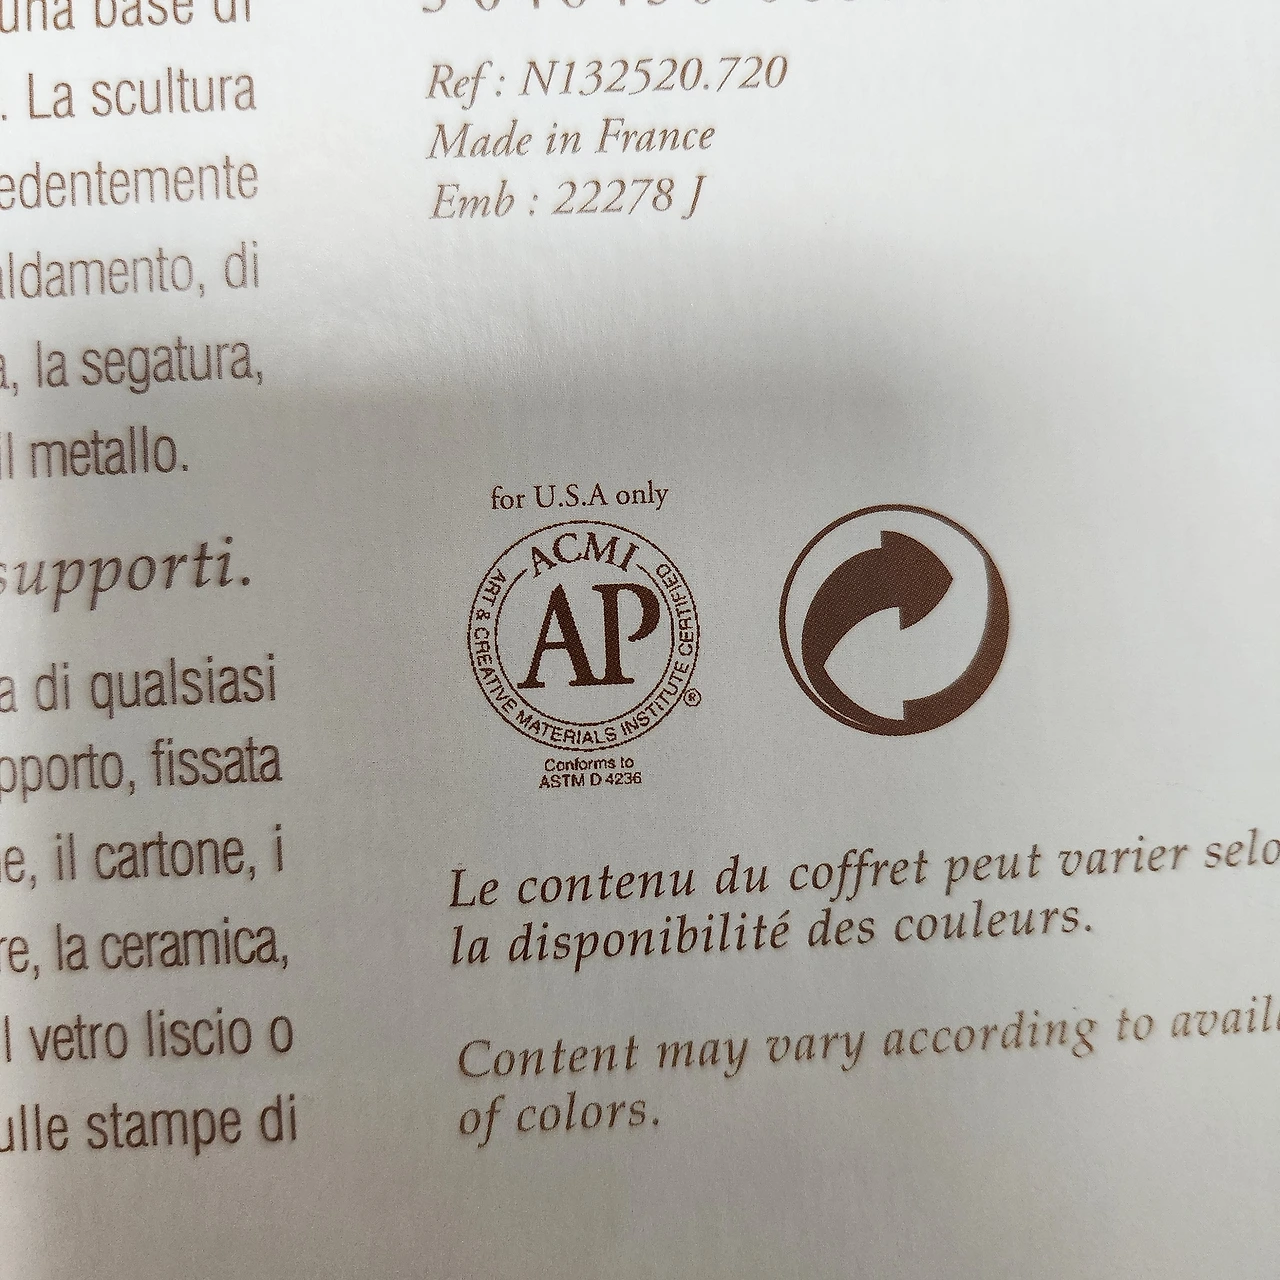 una base di
. La scultura
edentemente
aldamento, di
a, la segatura,
il metallo.
supporti.
a di qualsiasi
pporto, fissata
e, il cartone, i
re, la ceramica,
l vetro liscio o
ulle stampe di
Ref : N132520.720
Made in France
Emb : 22278 J
for U.S.A only
ACMI
AP
ART & CREATIVE MATERIALS INSTITUTE CERTIFIED
®
Conforms to
ASTM D 4236
Le contenu du coffret peut varier selo
la disponibilité des couleurs.
Content may vary according to avail
of colors.